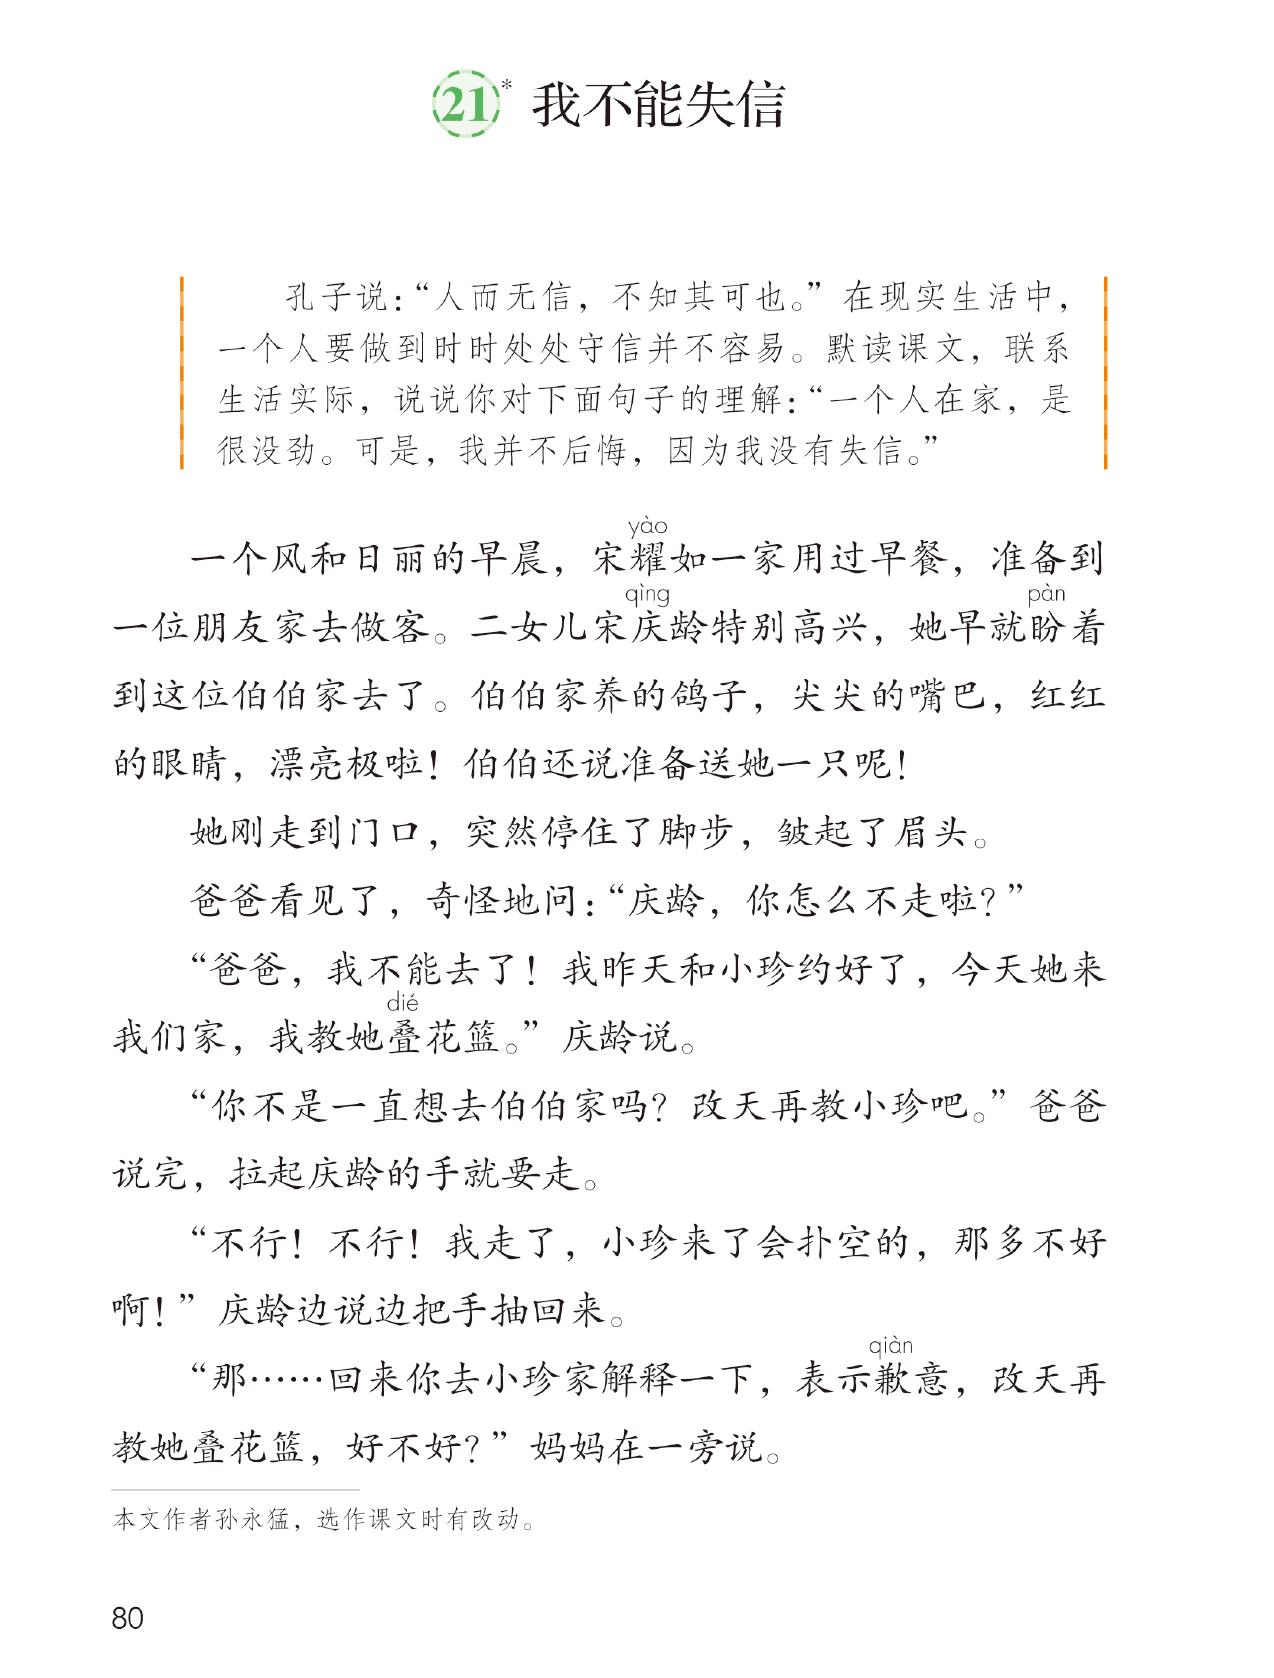 21* 我不能失信
孔子说：“人而无信，不知其可也。”在现实生活中，
一个人要做到时时处处守信并不容易。默读课文，联系
生活实际，说说你对下面句子的理解：“一个人在家，是
很没劲。可是，我并不后悔，因为我没有失信。”
yào
一个风和日丽的早晨，宋耀如一家用过早餐，准备到
qìng pàn
一位朋友家去做客。二女儿宋庆龄特别高兴，她早就盼着
到这位伯伯家去了。伯伯家养的鸽子，尖尖的嘴巴，红红
的眼睛，漂亮极啦！伯伯还说准备送她一只呢！
她刚走到门口，突然停住了脚步，皱起了眉头。
爸爸看见了，奇怪地问：“庆龄，你怎么不走啦？”
“爸爸，我不能去了！我昨天和小珍约好了，今天她来
dié
我们家，我教她叠花篮。”庆龄说。
“你不是一直想去伯伯家吗？改天再教小珍吧。”爸爸
说完，拉起庆龄的手就要走。
“不行！不行！我走了，小珍来了会扑空的，那多不好
啊！”庆龄边说边把手抽回来。
qiàn
“那……回来你去小珍家解释一下，表示歉意，改天再
教她叠花篮，好不好？”妈妈在一旁说。
本文作者孙永猛，选作课文时有改动。
80